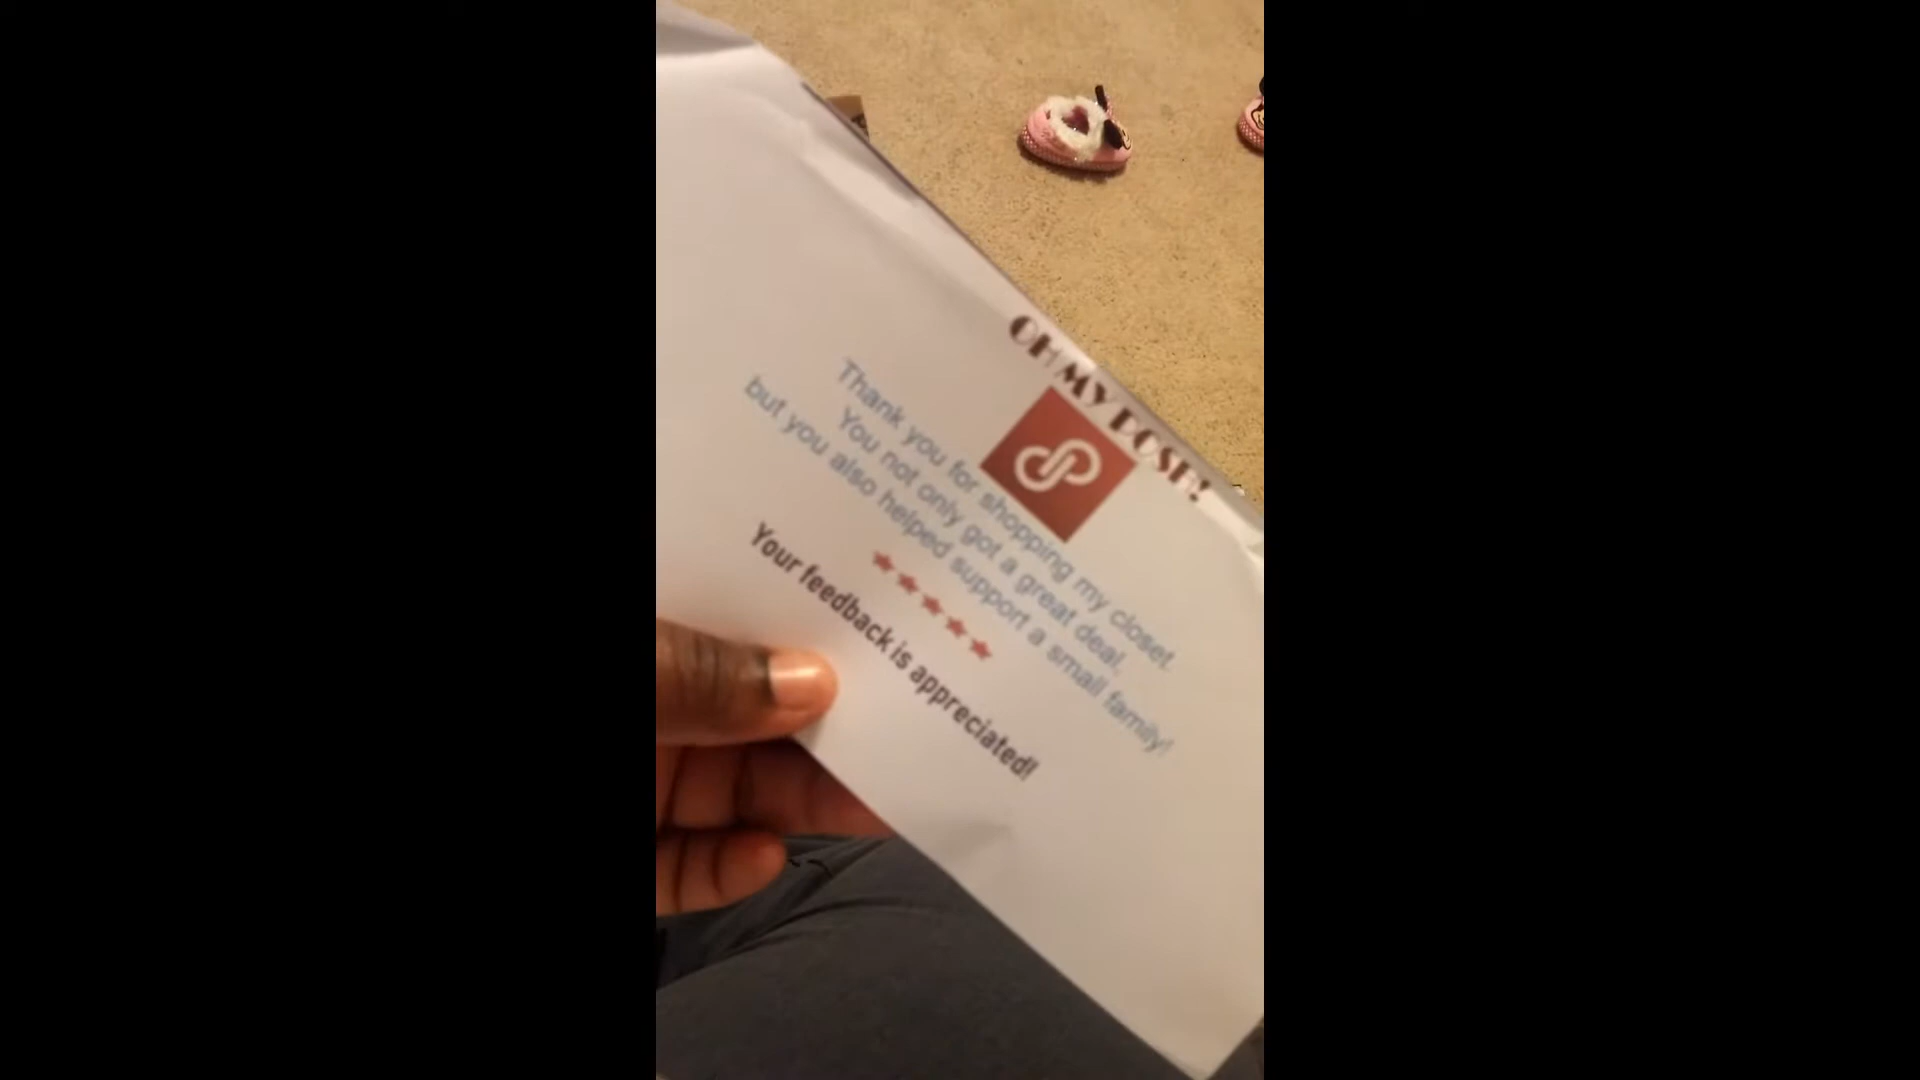 OH MY POSH!
Thank you for shopping my closet.
You not only got a great deal,
but you also helped support a small family!
Your feedback is appreciated!